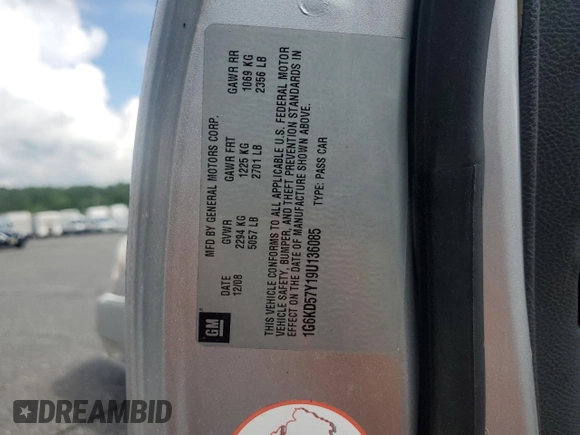 MFD BY GENERAL MOTORS CORP.
DATE GVWR GAWR FRT GAWR RR
12/08 2294 KG 1225 KG 1069 KG
5057 LB 2701 LB 2356 LB
THIS VEHICLE CONFORMS TO ALL APPLICABLE U.S. FEDERAL MOTOR
VEHICLE SAFETY, BUMPER, AND THEFT PREVENTION STANDARDS IN
EFFECT ON THE DATE OF MANUFACTURE SHOWN ABOVE.
1G6KD57Y19U136085 TYPE: PASS CAR
GM
DREAMBID